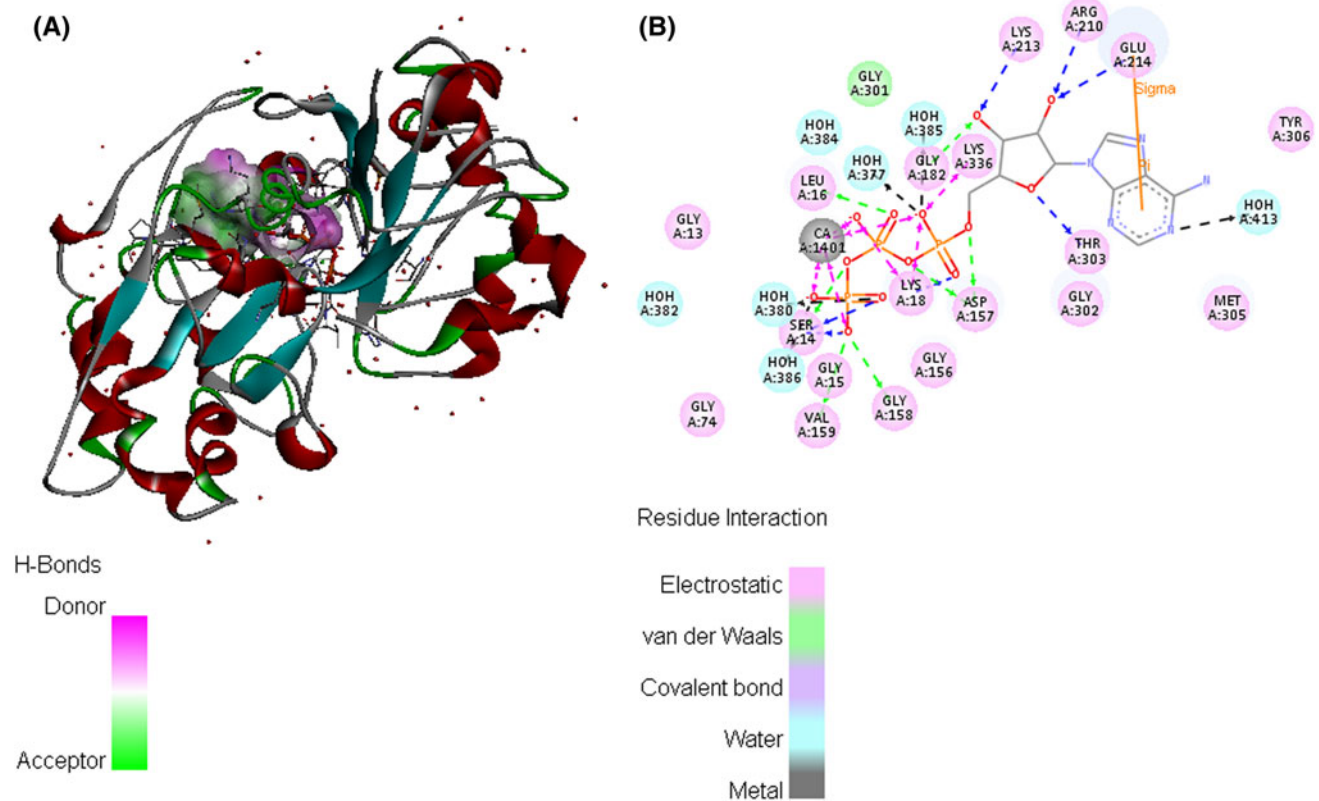 (A)
(B)
LYS
A:213
ARG
A:210
GLU
A:214
GLY
A:301
Sigma
HOH
A:384
HOH
A:385
TYR
A:306
HOH
A:377
GLY
A:182
LYS
A:336
LEU
A:16
Pi
GLY
A:13
CA
A:1401
HOH
A:413
THR
A:303
HOH
A:382
HOH
A:380
LYS
A:18
ASP
A:157
GLY
A:302
MET
A:305
SER
A:14
HOH
A:386
GLY
A:15
GLY
A:156
GLY
A:74
VAL
A:159
GLY
A:158
H-Bonds
Donor
Acceptor
Residue Interaction
Electrostatic
van der Waals
Covalent bond
Water
Metal